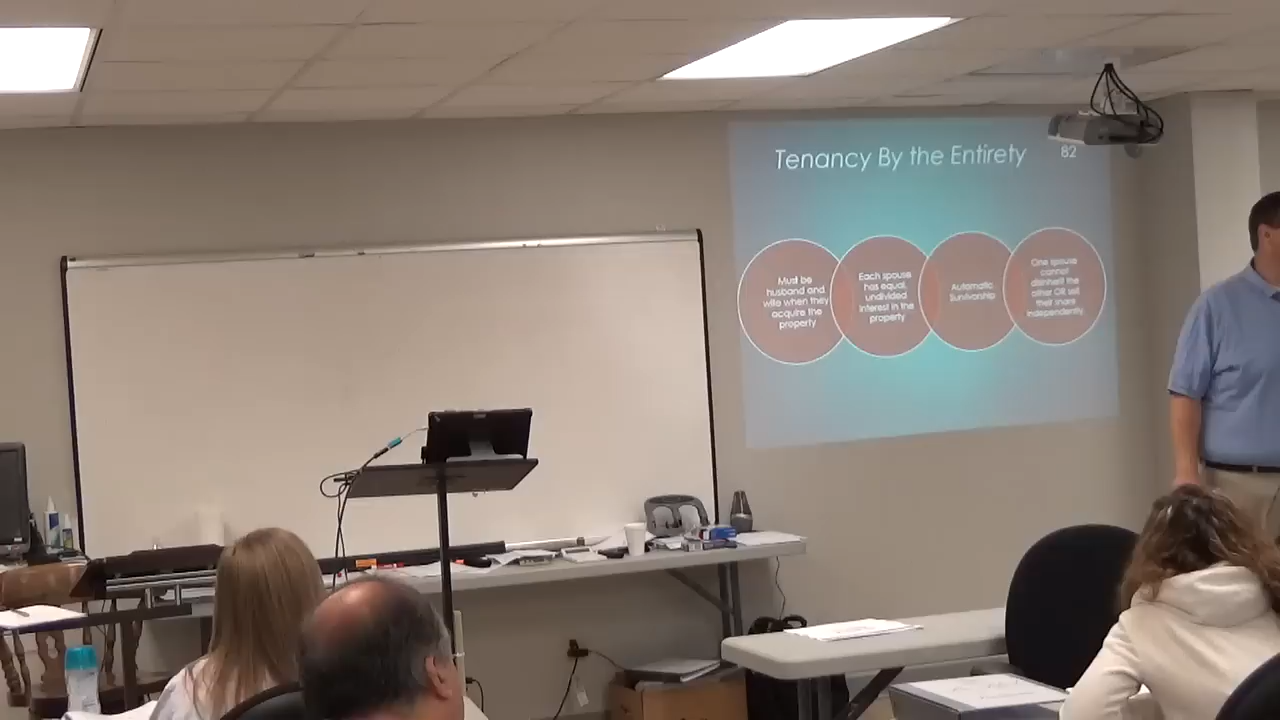 Tenancy By the Entirety
82
Must be
husband and
wife when they
acquire the
property
Each spouse
has equal,
undivided
interest in the
property
Automatic
Survivorship
One spouse
cannot
disinherit the
other OR sell
their share
independently